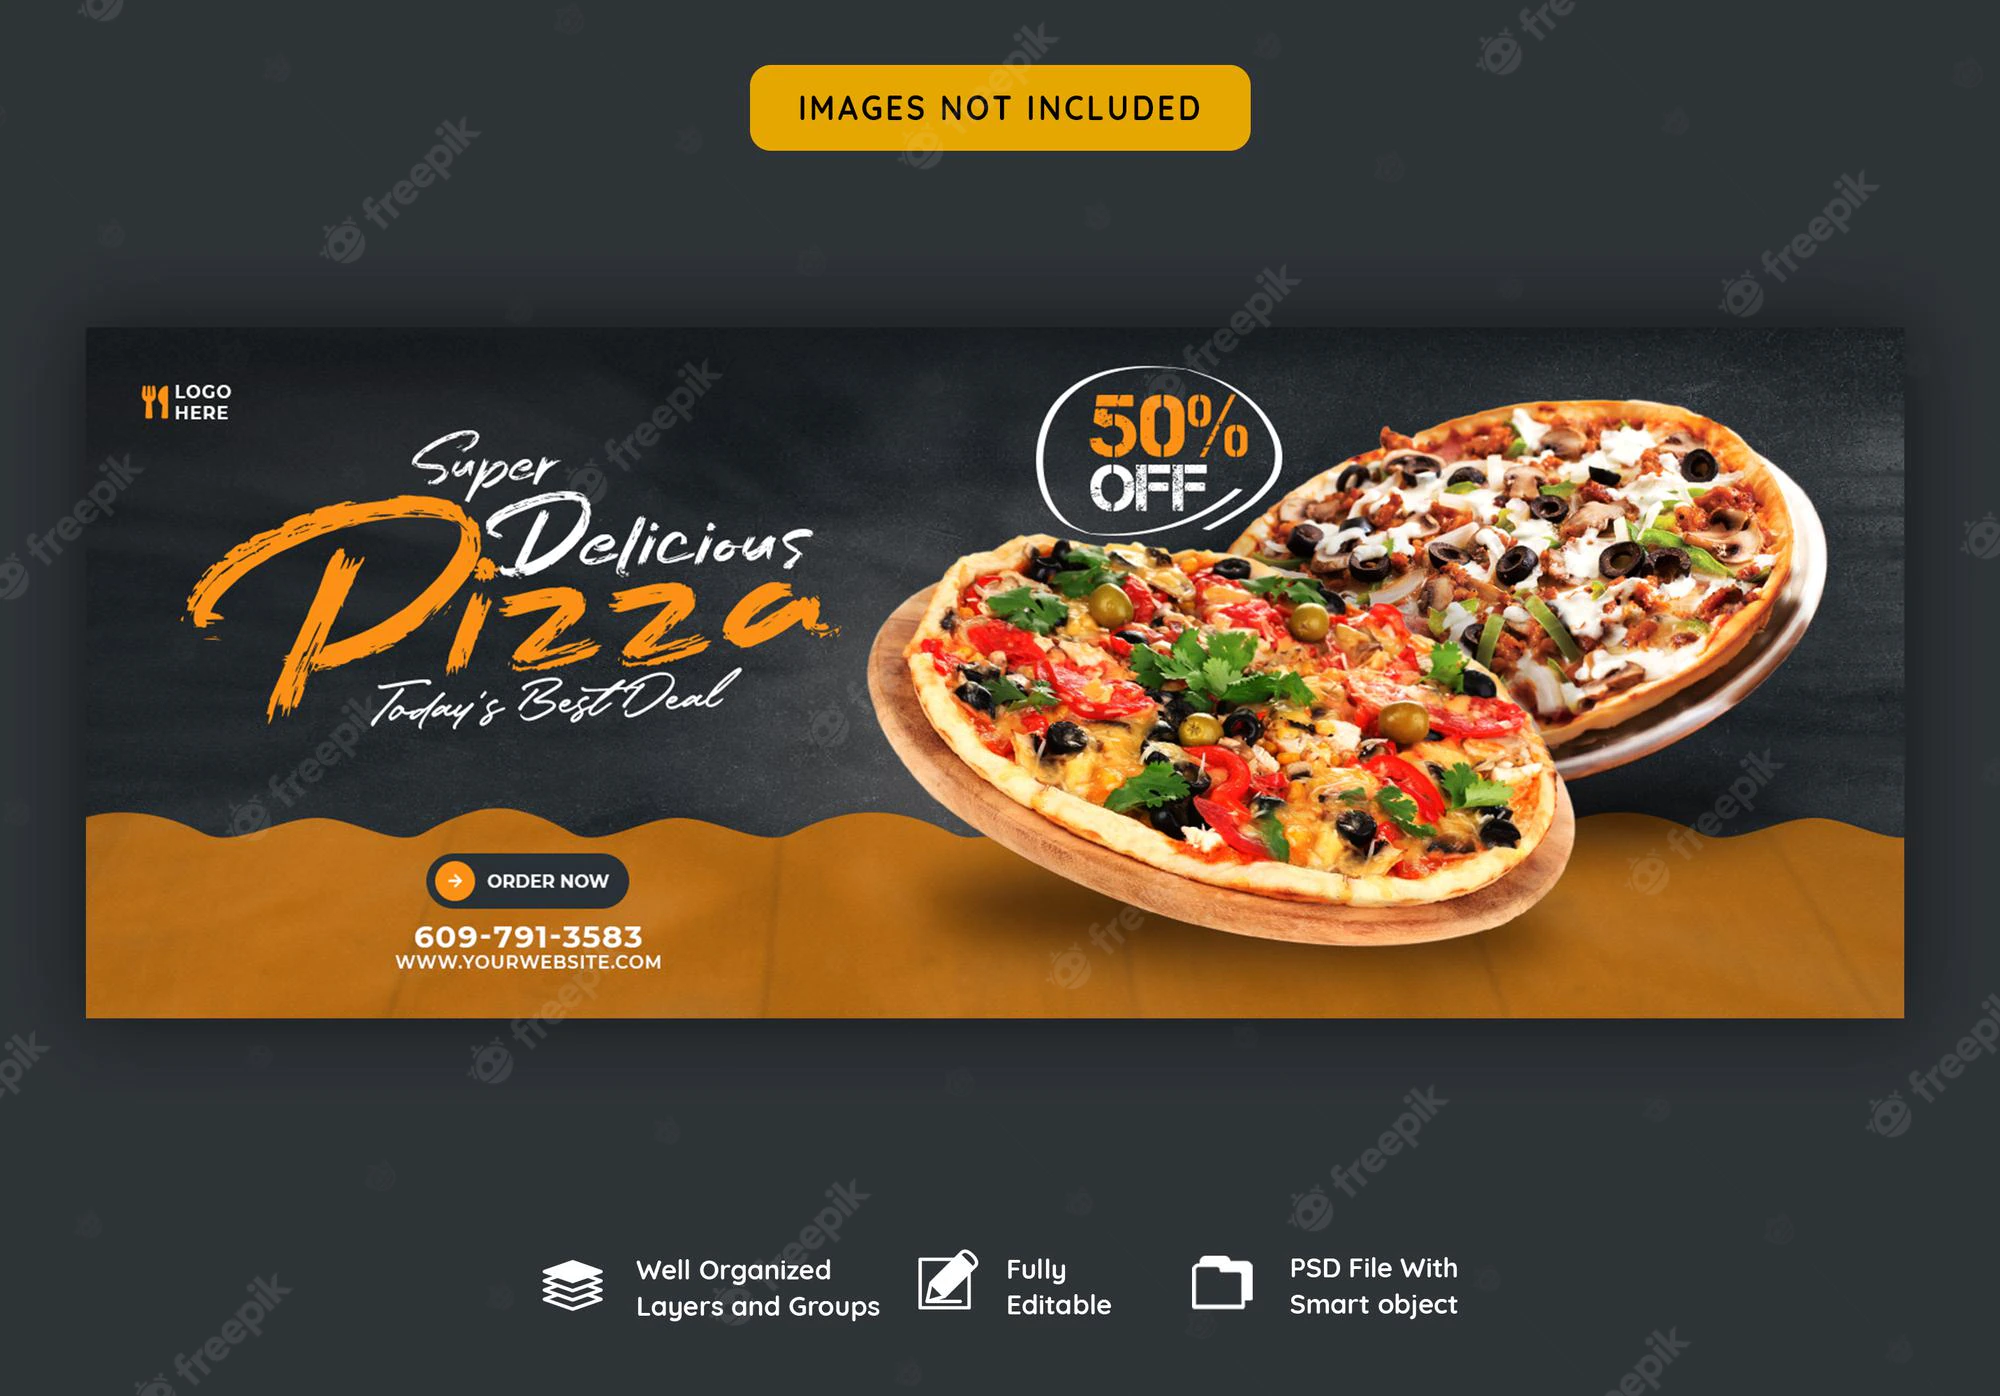 IMAGES NOT INCLUDED
LOGO
HERE
Super
Delicious
Pizza
Today's Best Deal
50%
OFF
ORDER NOW
609-791-3583
WWW.YOURWEBSITE.COM
Well Organized
Layers and Groups
Fully
Editable
PSD File With
Smart object
freepik